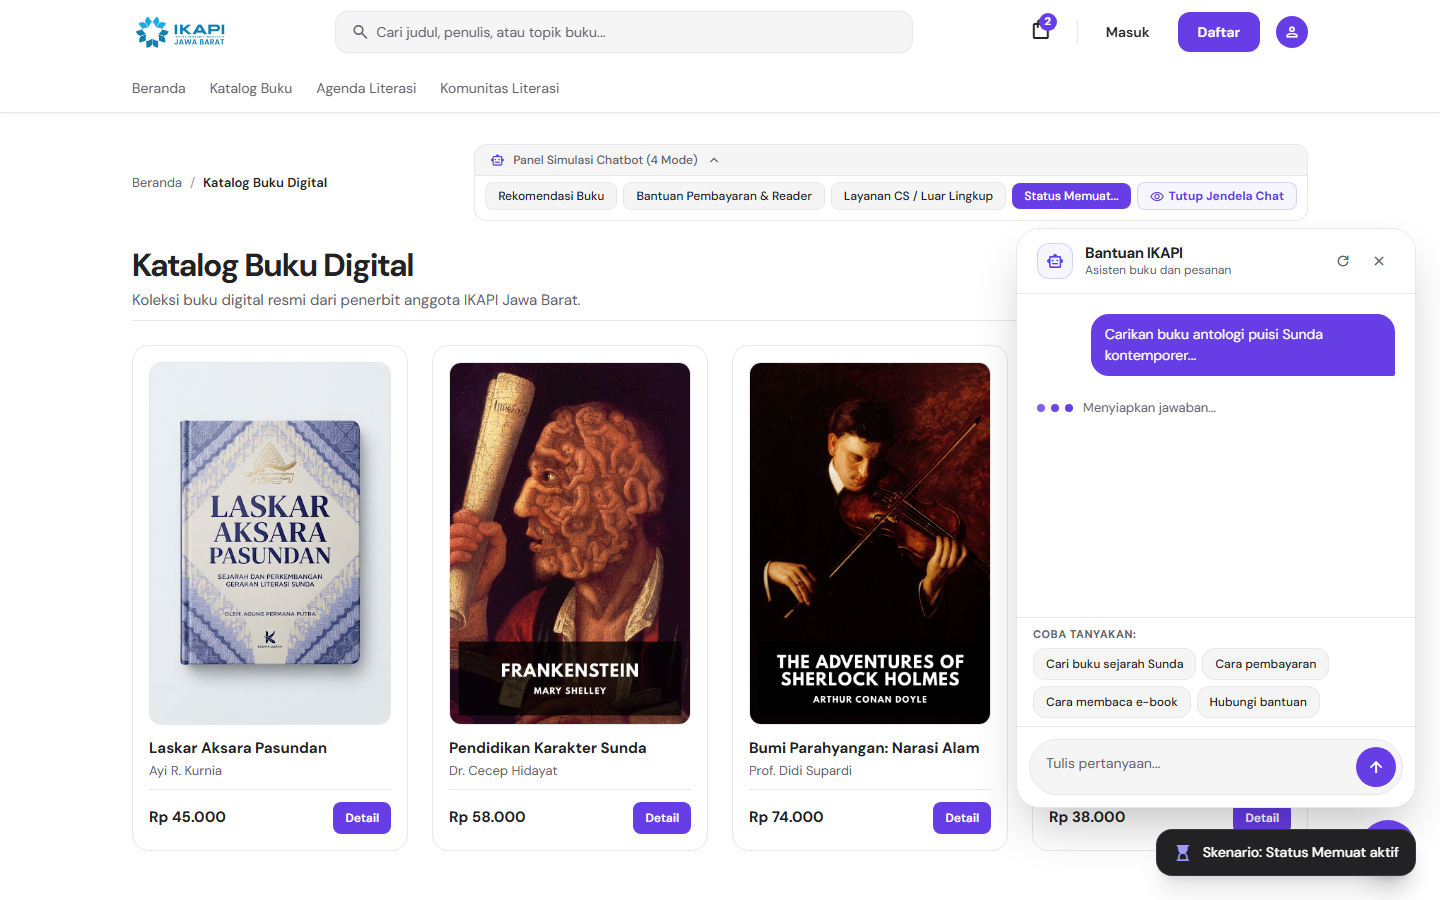 IKAPI
JAWA BARAT
Cari judul, penulis, atau topik buku...
2
Masuk
Daftar
Beranda
Katalog Buku
Agenda Literasi
Komunitas Literasi
Panel Simulasi Chatbot (4 Mode)
Beranda / Katalog Buku Digital
Rekomendasi Buku
Bantuan Pembayaran & Reader
Layanan CS / Luar Lingkup
Status Memuat...
Tutup Jendela Chat
Katalog Buku Digital
Koleksi buku digital resmi dari penerbit anggota IKAPI Jawa Barat.
LASKAR
AKSARA
PASUNDAN
SEJARAH DAN PERKEMBANGAN
GERAKAN LITERASI SUNDA
OLEH: AGUNG PERMANA PUTRA
Laskar Aksara Pasundan
Ayi R. Kurnia
Rp 45.000
Detail
FRANKENSTEIN
MARY SHELLEY
Pendidikan Karakter Sunda
Dr. Cecep Hidayat
Rp 58.000
Detail
THE ADVENTURES OF
SHERLOCK HOLMES
ARTHUR CONAN DOYLE
Bumi Parahyangan: Narasi Alam
Prof. Didi Supardi
Rp 74.000
Detail
Rp 38.000
Detail
Bantuan IKAPI
Asisten buku dan pesanan
Carikan buku antologi puisi Sunda
kontemporer...
Menyiapkan jawaban...
COBA TANYAKAN:
Cari buku sejarah Sunda
Cara pembayaran
Cara membaca e-book
Hubungi bantuan
Tulis pertanyaan...
Skenario: Status Memuat aktif